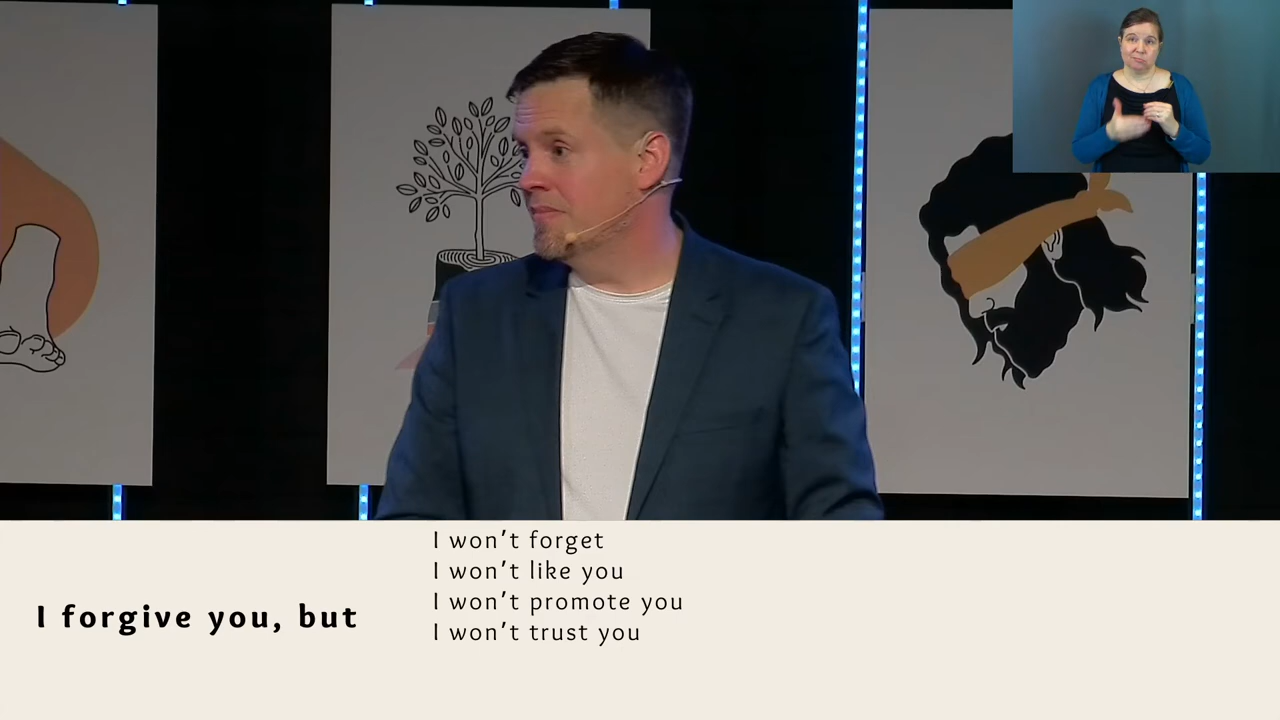 I forgive you, but
I won't forget
I won't like you
I won't promote you
I won't trust you